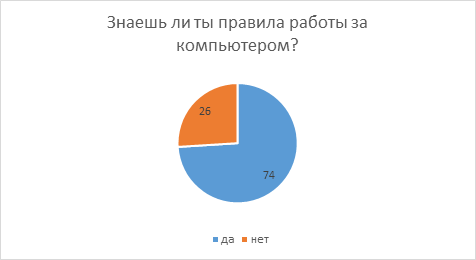 Знаешь ли ты правила работы за
компьютером?
26
74
да нет